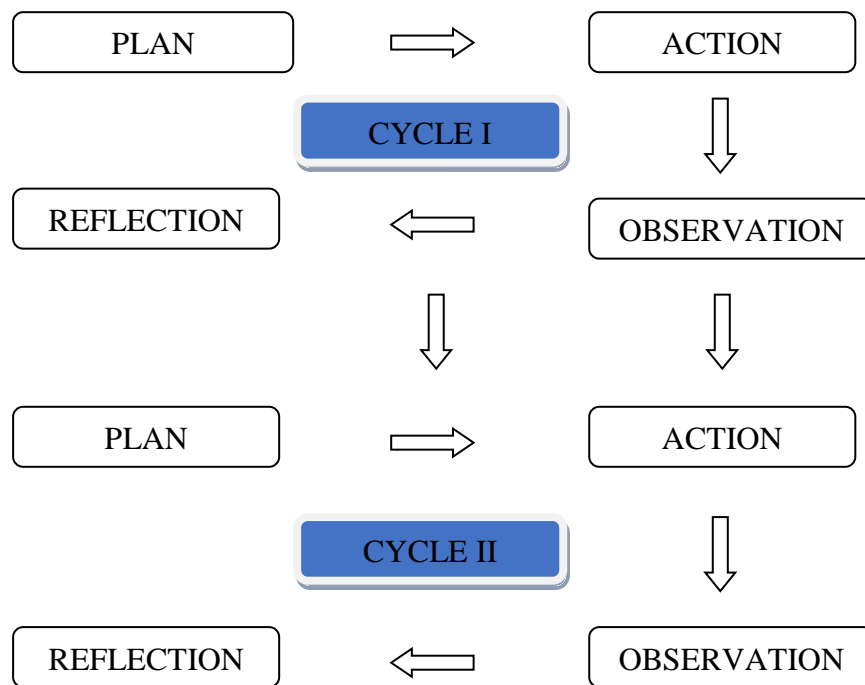 PLAN
ACTION
CYCLE I
REFLECTION
OBSERVATION
PLAN
ACTION
CYCLE II
REFLECTION
OBSERVATION